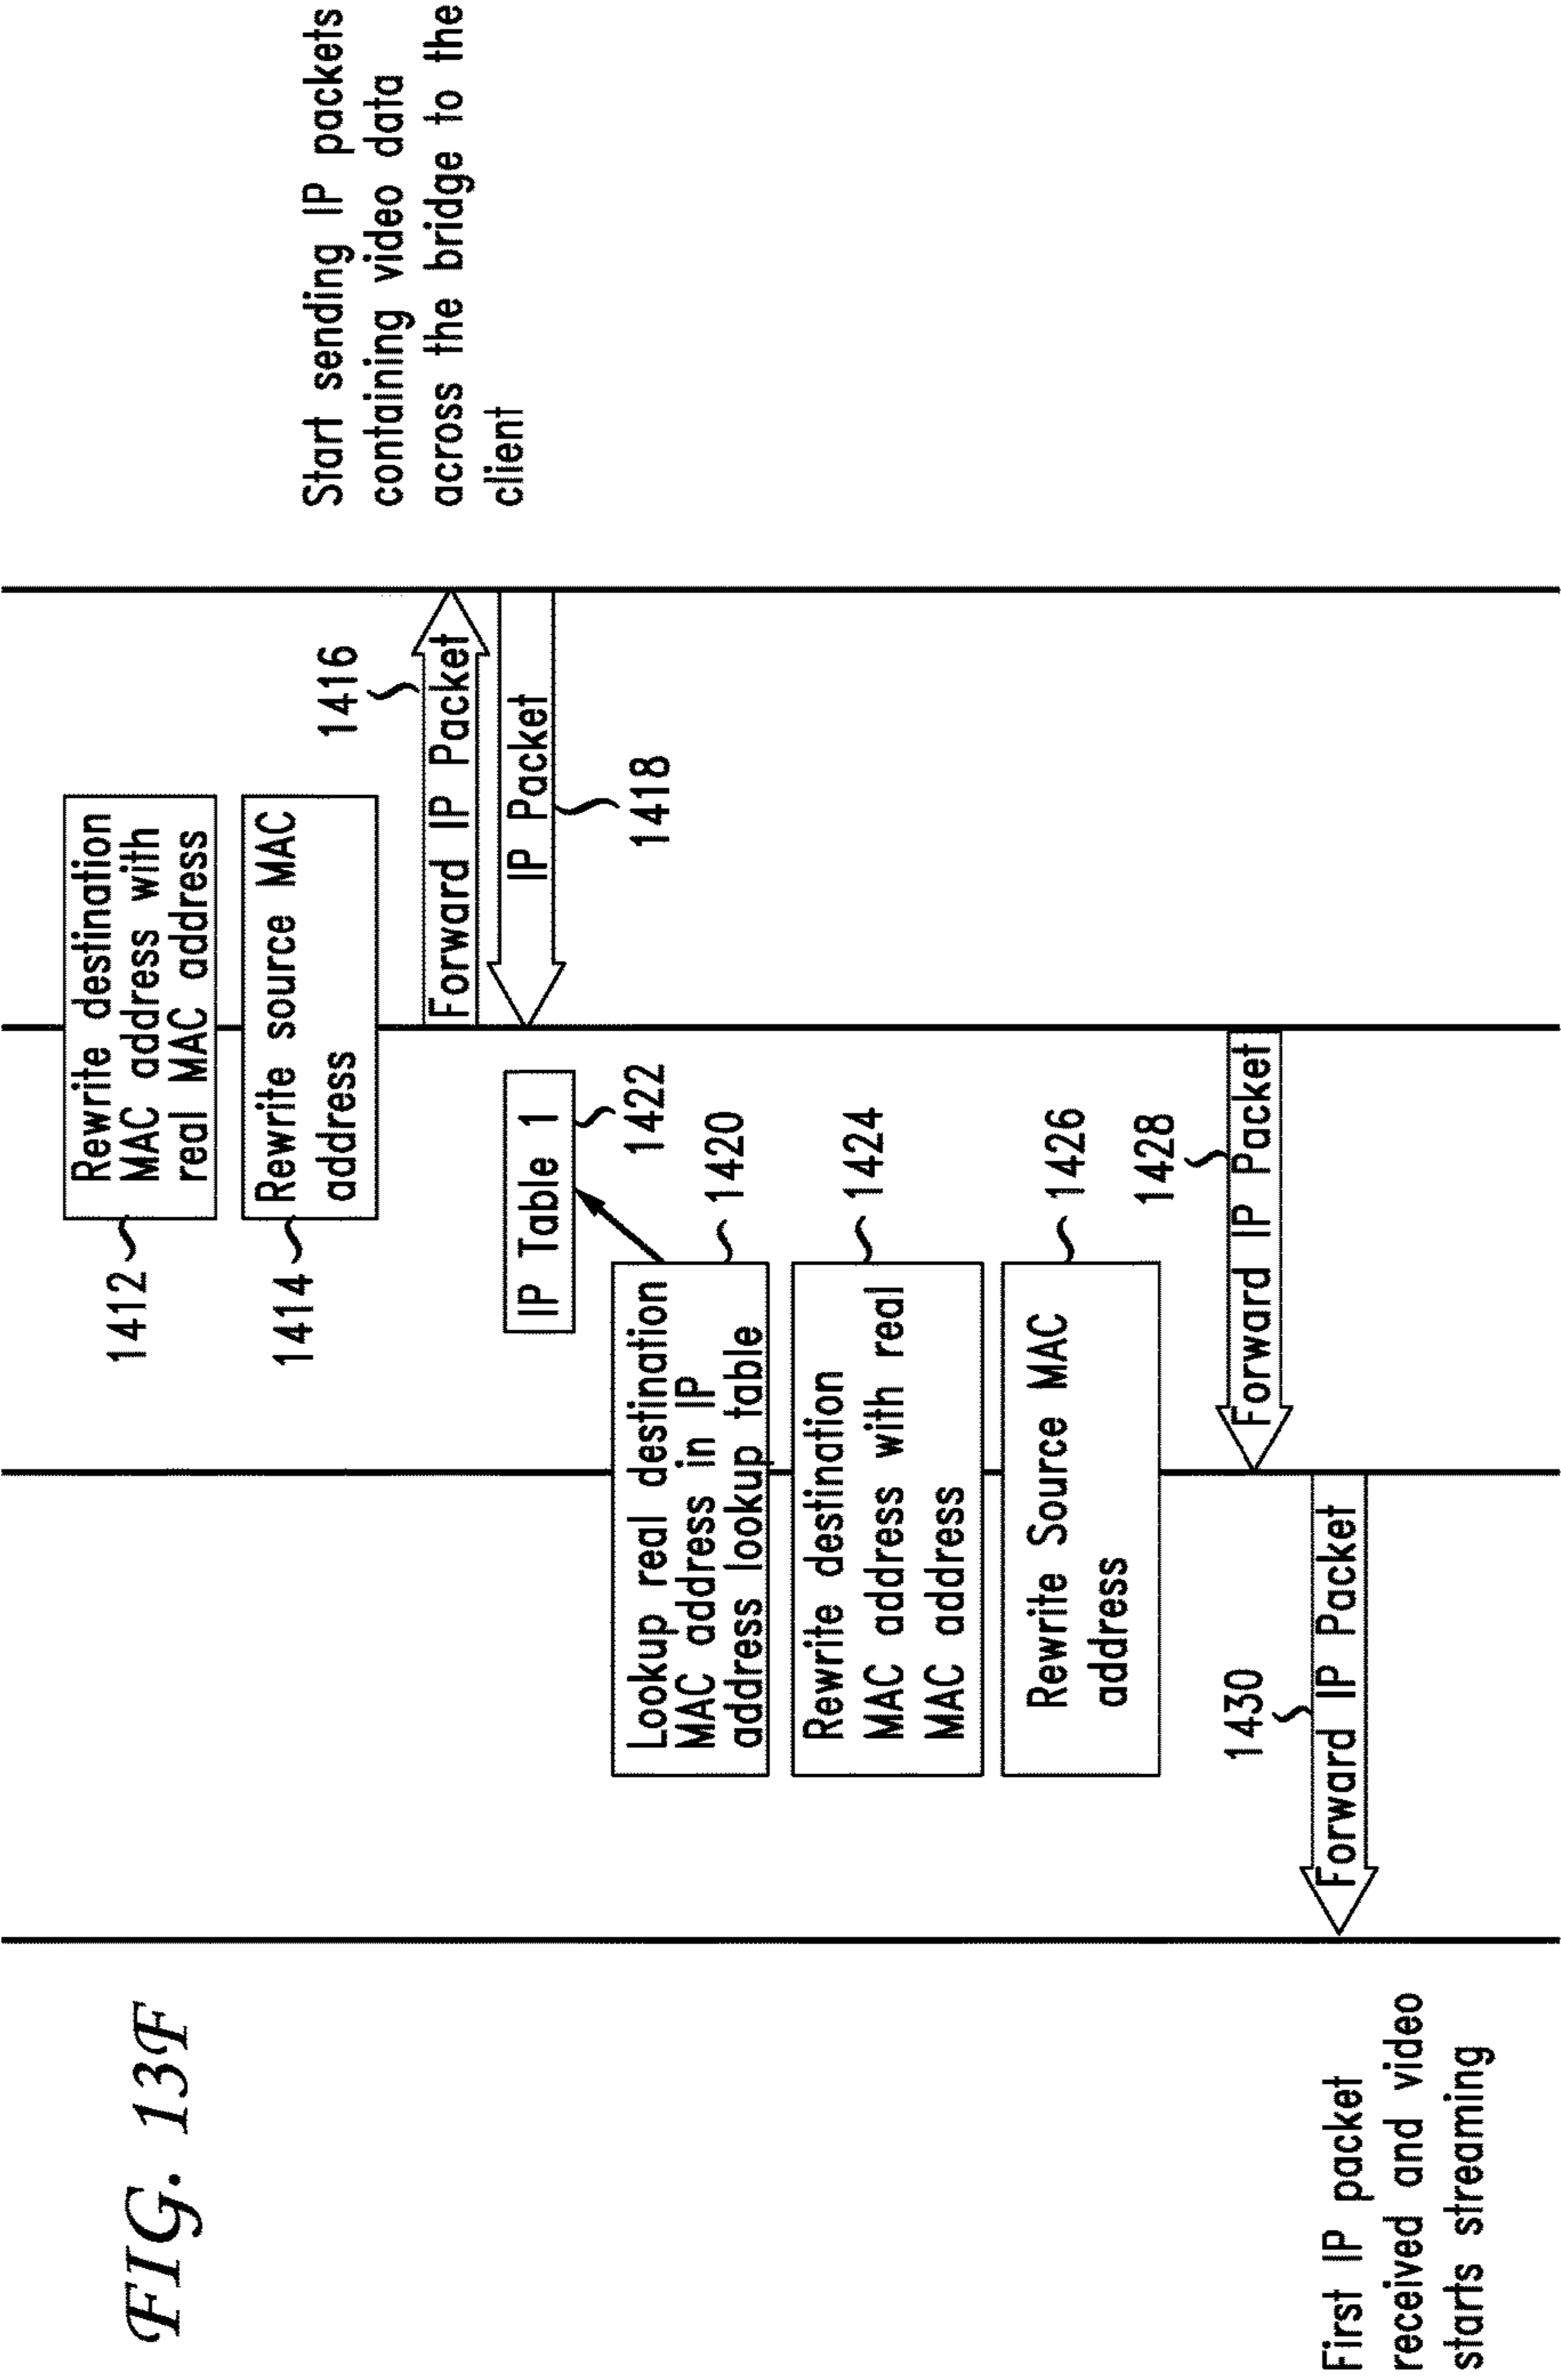 FIG. 13F
Rewrite destination
MAC address with
real MAC address
1412
Rewrite source MAC
address
1414
Start sending IP packets
containing video data
across the bridge to the
client
1416
Forward IP Packet
IP Packet
1418
IP Table 1
1422
Lookup real destination
MAC address in IP
address lookup table
1420
Rewrite destination
MAC address with real
MAC address
1424
Rewrite Source MAC
address
1426
1428
Forward IP Packet
1430
Forward IP Packet
First IP packet
received and video
starts streaming